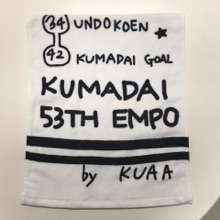 34 UNDOKOEN
42 KUMADAI GOAL
KUMADAI
53TH EMPO
by KUAA